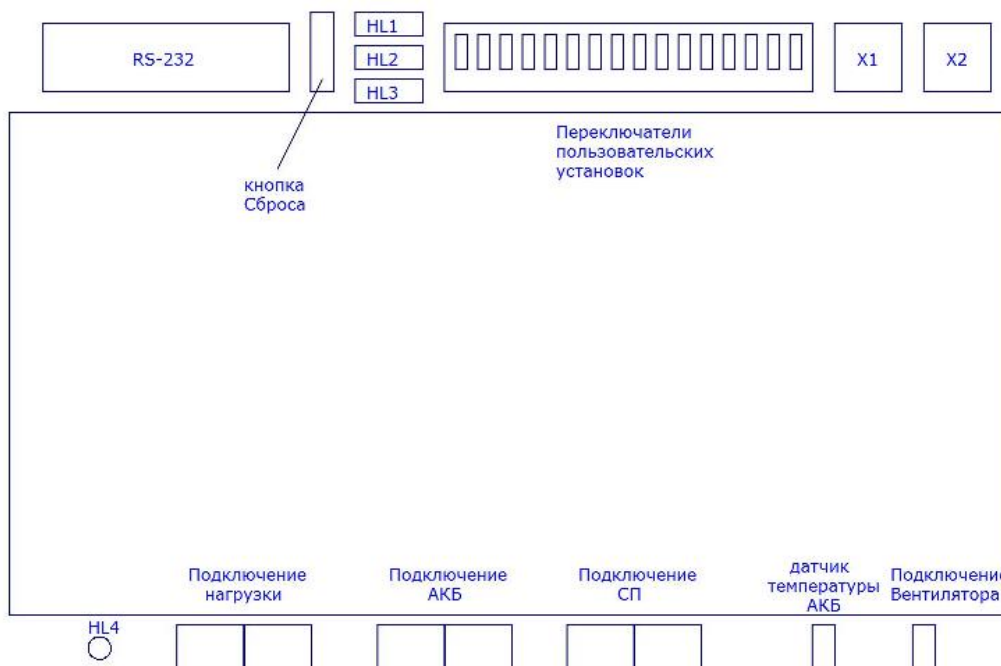 RS-232
HL1
HL2
HL3
X1
X2
Переключатели
пользовательских
установок
кнопка
Сброса
Подключение
нагрузки
Подключение
АКБ
Подключение
СП
датчик
температуры
АКБ
Подключение
Вентилятора
HL4